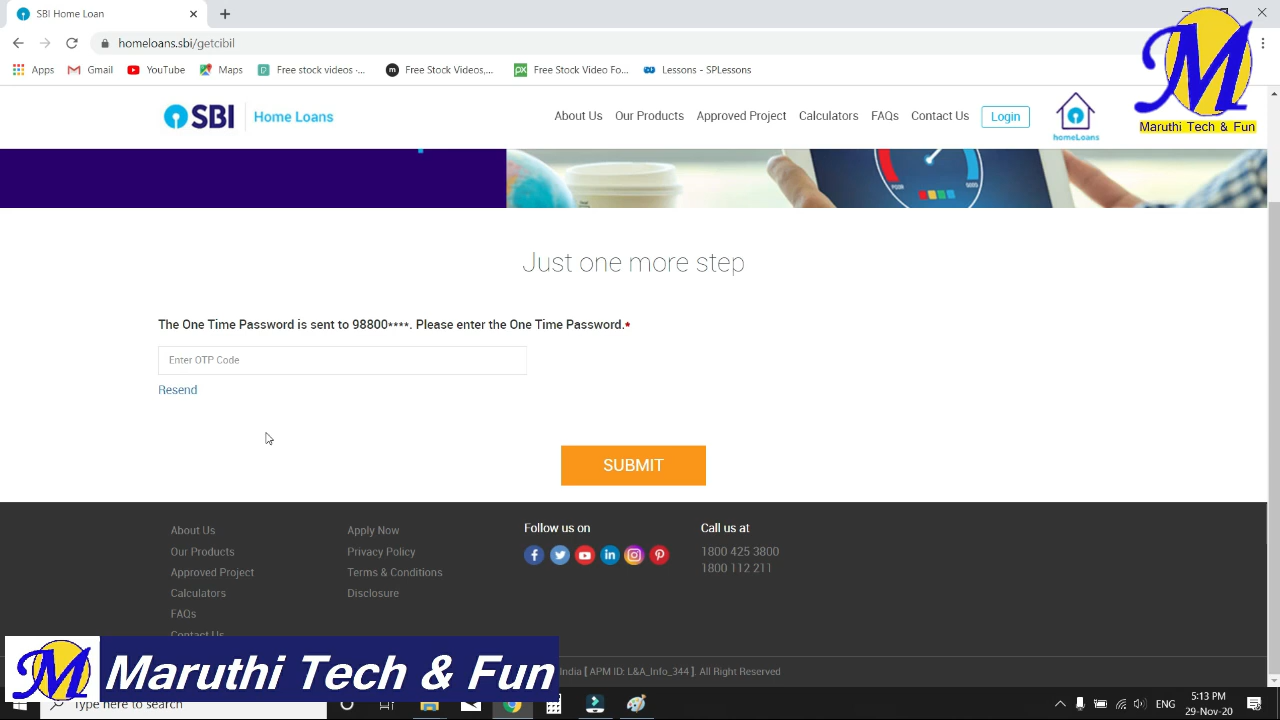 SBI Home Loans
homeloans.sbi/getcibil
Apps Gmail YouTube Maps Free stock videos -... Free Stock Videos,... Free Stock Video Fo... Lessons - SPLessons
M
Maruthi Tech & Fun
SBI Home Loans
About Us Our Products Approved Project Calculators FAQs Contact Us Login
homeLoans
POOR GOOD
Just one more step
The One Time Password is sent to 98800****. Please enter the One Time Password.*
Enter OTP Code
Resend
SUBMIT
About Us
Our Products
Approved Project
Calculators
FAQs
Contact Us
Apply Now
Privacy Policy
Terms & Conditions
Disclosure
Follow us on
Call us at
1800 425 3800
1800 112 211
India [ APM ID: L&A_Info_344 ]. All Right Reserved
M Maruthi Tech & Fun
Type here to search
ENG
5:13 PM
29-Nov-20